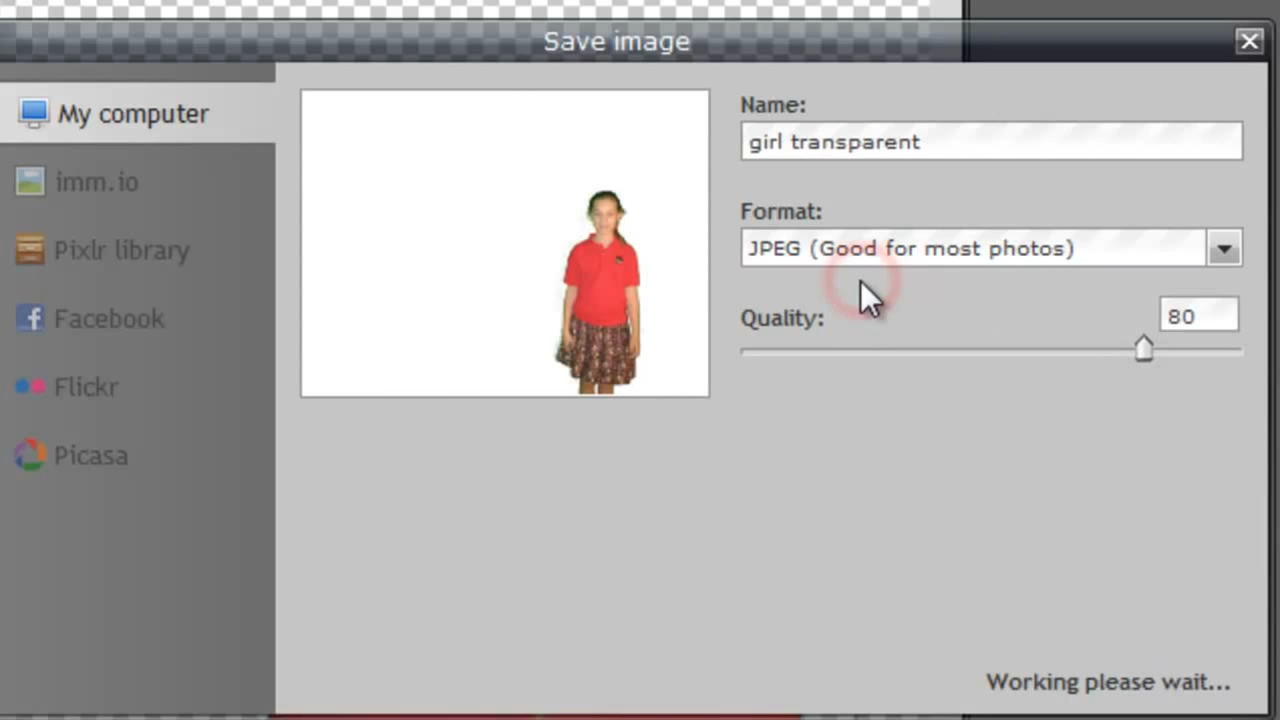 Save image
My computer
imm.io
Pixlr library
Facebook
Flickr
Picasa
Name:
girl transparent
Format:
JPEG (Good for most photos)
Quality:
80
Working please wait...